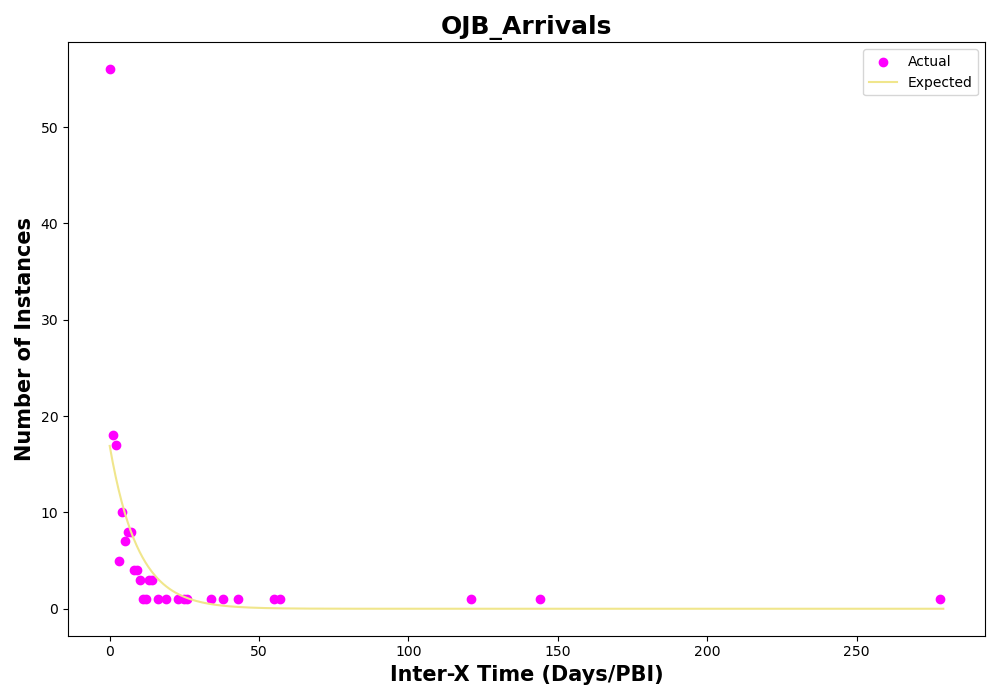 OJB_Arrivals
Actual
Expected
Number of Instances
50
40
30
20
10
0
0 50 100 150 200 250
Inter-X Time (Days/PBI)